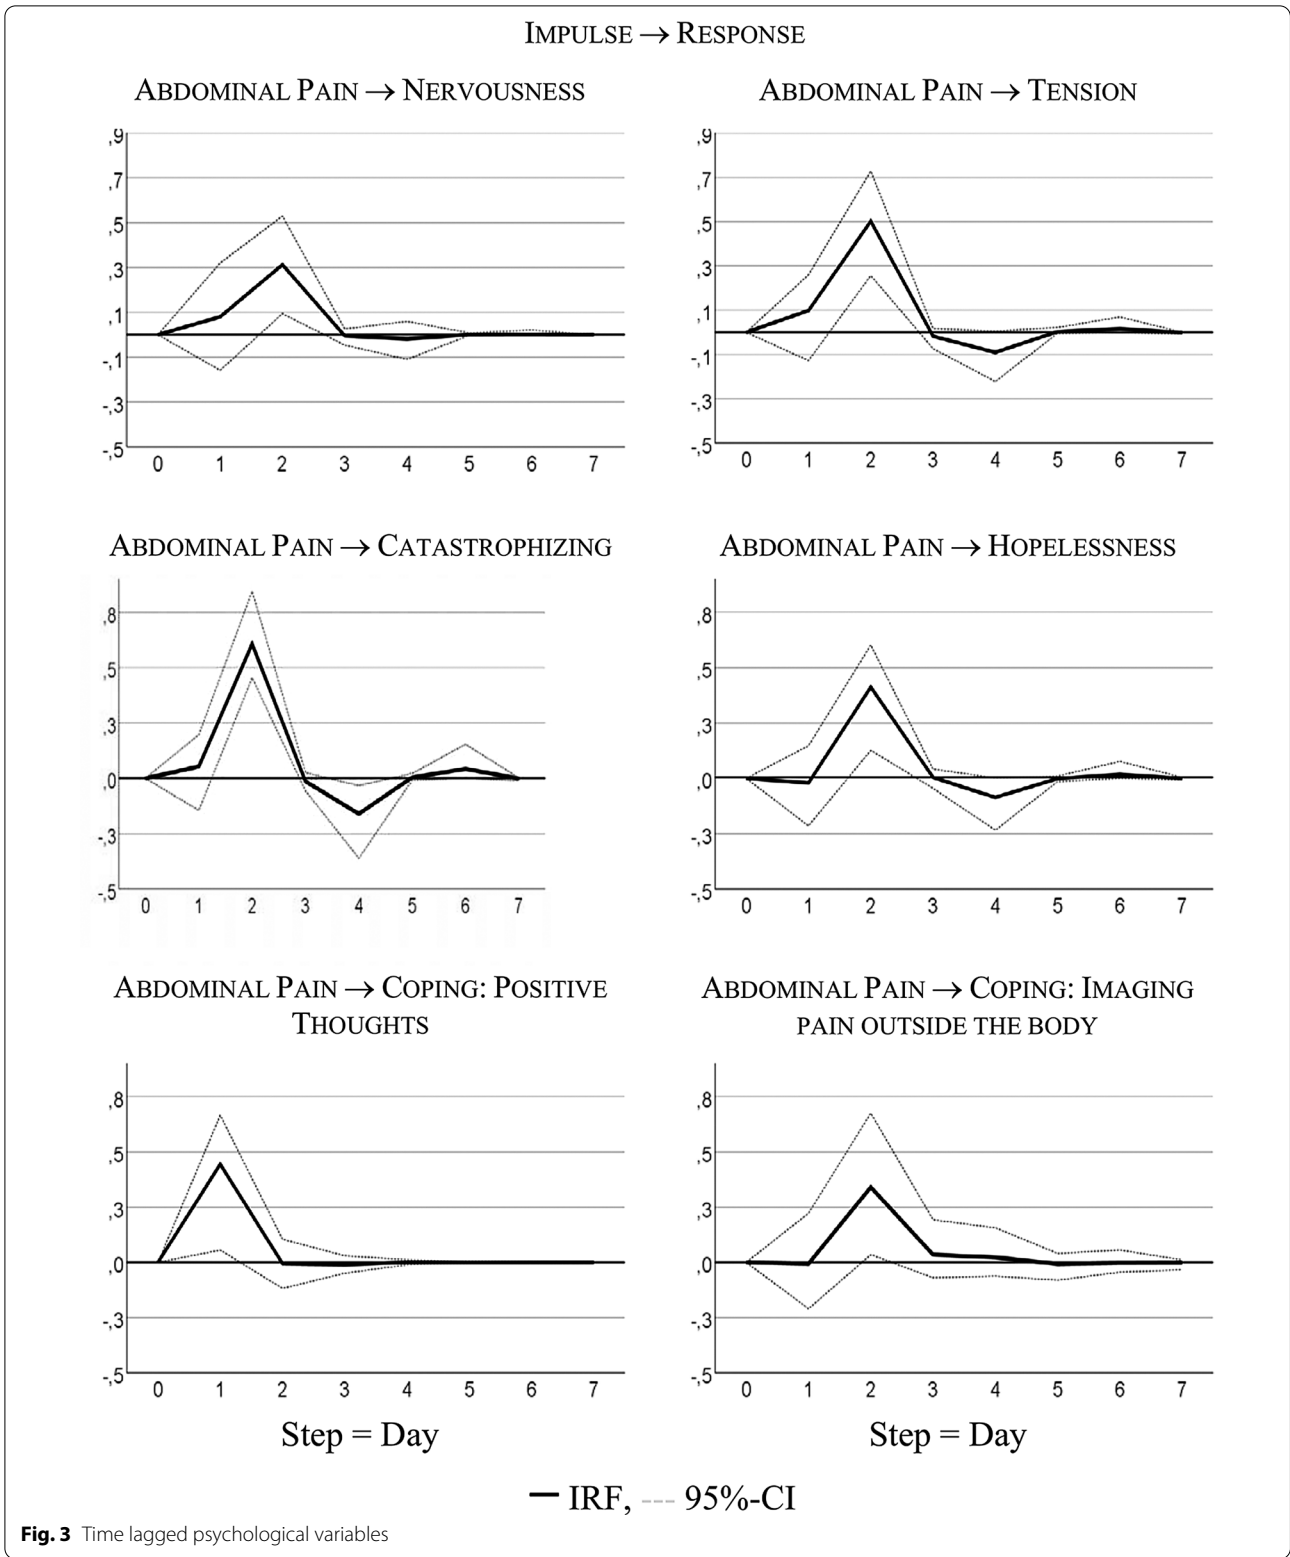 IMPULSE → RESPONSE
ABDOMINAL PAIN → NERVOUSNESS
,9
,7
,5
,3
,1
-,1
-,3
-,5
0 1 2 3 4 5 6 7
ABDOMINAL PAIN → TENSION
,9
,7
,5
,3
,1
-,1
-,3
-,5
0 1 2 3 4 5 6 7
ABDOMINAL PAIN → CATASTROPHIZING
,8
,5
,3
,0
-,3
-,5
0 1 2 3 4 5 6 7
ABDOMINAL PAIN → HOPELESSNESS
,8
,5
,3
,0
-,3
-,5
0 1 2 3 4 5 6 7
ABDOMINAL PAIN → COPING: POSITIVE
THOUGHTS
,8
,5
,3
,0
-,3
-,5
0 1 2 3 4 5 6 7
Step = Day
ABDOMINAL PAIN → COPING: IMAGING
PAIN OUTSIDE THE BODY
,8
,5
,3
,0
-,3
-,5
0 1 2 3 4 5 6 7
Step = Day
IRF, 95%-CI
Fig. 3 Time lagged psychological variables